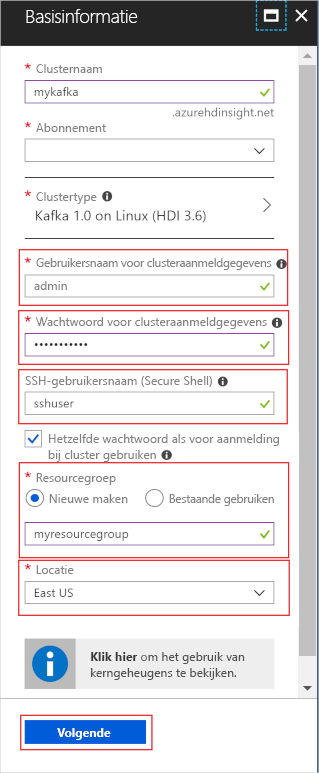 Basisinformatie
* Clusternaam
mykafka
.azurehdinsight.net
* Abonnement
* Clustertype
Kafka 1.0 on Linux (HDI 3.6)
* Gebruikersnaam voor clusteraanmeldgegevens
admin
* Wachtwoord voor clusteraanmeldgegevens
•••••••••••
SSH-gebruikersnaam (Secure Shell)
sshuser
Hetzelfde wachtwoord als voor aanmelding
bij cluster gebruiken
* Resourcegroep
Nieuwe maken Bestaande gebruiken
myresourcegroup
* Locatie
East US
Klik hier om het gebruik van
kerngeheugens te bekijken.
Volgende